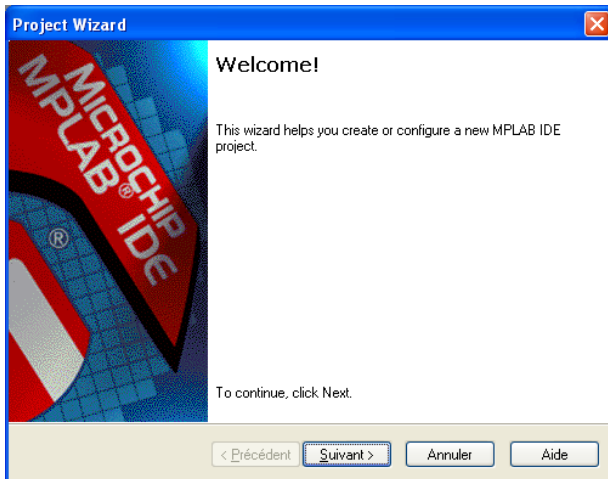 Project Wizard
MICROCHIP
MPLAB® IDE
®
Welcome!
This wizard helps you create or configure a new MPLAB IDE
project.
To continue, click Next.
< Précédent
Suivant >
Annuler
Aide